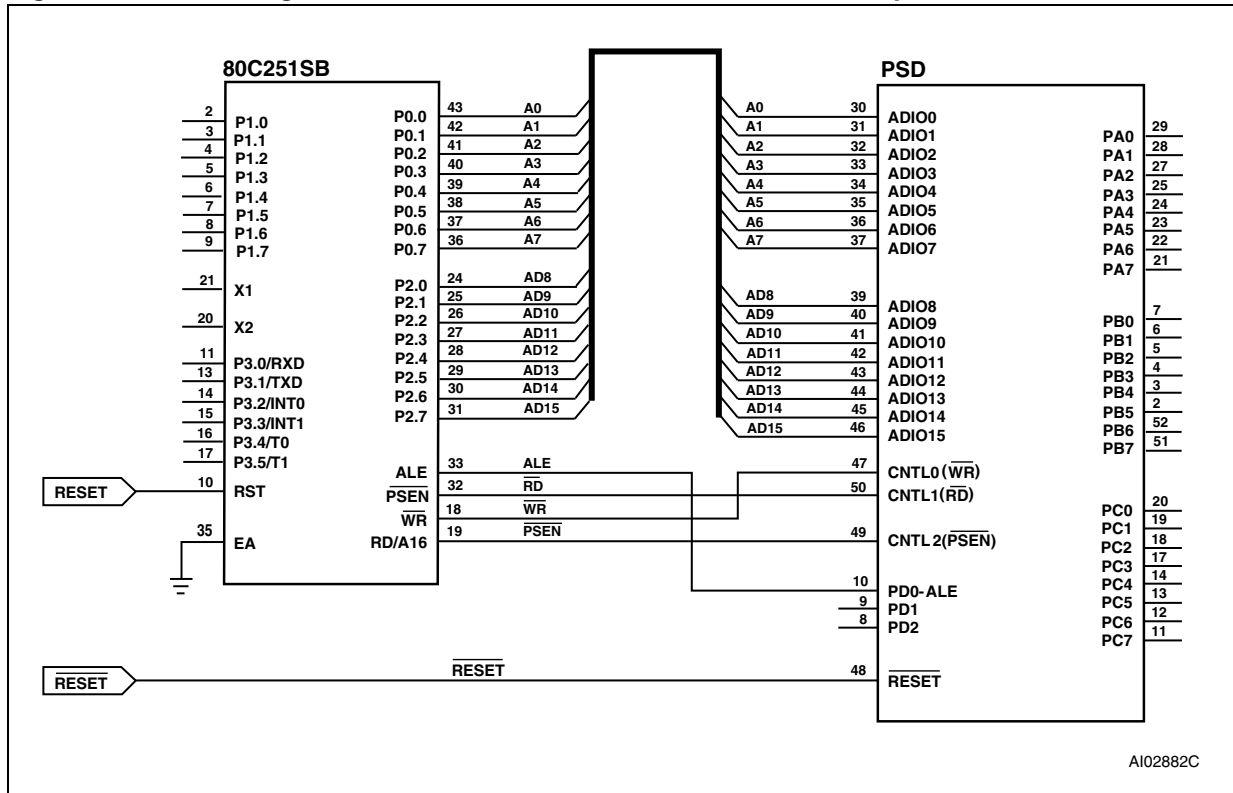 80C251SB
2 P1.0
3 P1.1
4 P1.2
5 P1.3
6 P1.4
7 P1.5
8 P1.6
9 P1.7
21 X1
20 X2
11 P3.0/RXD
13 P3.1/TXD
14 P3.2/INT0
15 P3.3/INT1
16 P3.4/T0
17 P3.5/T1
RESET 10 RST
35 EA
P0.0 43 A0
P0.1 42 A1
P0.2 41 A2
P0.3 40 A3
P0.4 39 A4
P0.5 38 A5
P0.6 37 A6
P0.7 36 A7
P2.0 24 AD8
P2.1 25 AD9
P2.2 26 AD10
P2.3 27 AD11
P2.4 28 AD12
P2.5 29 AD13
P2.6 30 AD14
P2.7 31 AD15
ALE 33 ALE
PSEN 32 RD
WR 18 WR
RD/A16 19 PSEN
PSD
A0 30 ADIO0
A1 31 ADIO1
A2 32 ADIO2
A3 33 ADIO3
A4 34 ADIO4
A5 35 ADIO5
A6 36 ADIO6
A7 37 ADIO7
AD8 39 ADIO8
AD9 40 ADIO9
AD10 41 ADIO10
AD11 42 ADIO11
AD12 43 ADIO12
AD13 44 ADIO13
AD14 45 ADIO14
AD15 46 ADIO15
47 CNTL0(WR)
50 CNTL1(RD)
49 CNTL2(PSEN)
10 PD0-ALE
9 PD1
8 PD2
RESET RESET 48 RESET
PA0 29
PA1 28
PA2 27
PA3 25
PA4 24
PA5 23
PA6 22
PA7 21
PB0 7
PB1 6
PB2 5
PB3 4
PB4 3
PB5 2
PB6 52
PB7 51
PC0 20
PC1 19
PC2 18
PC3 17
PC4 14
PC5 13
PC6 12
PC7 11
AI02882C